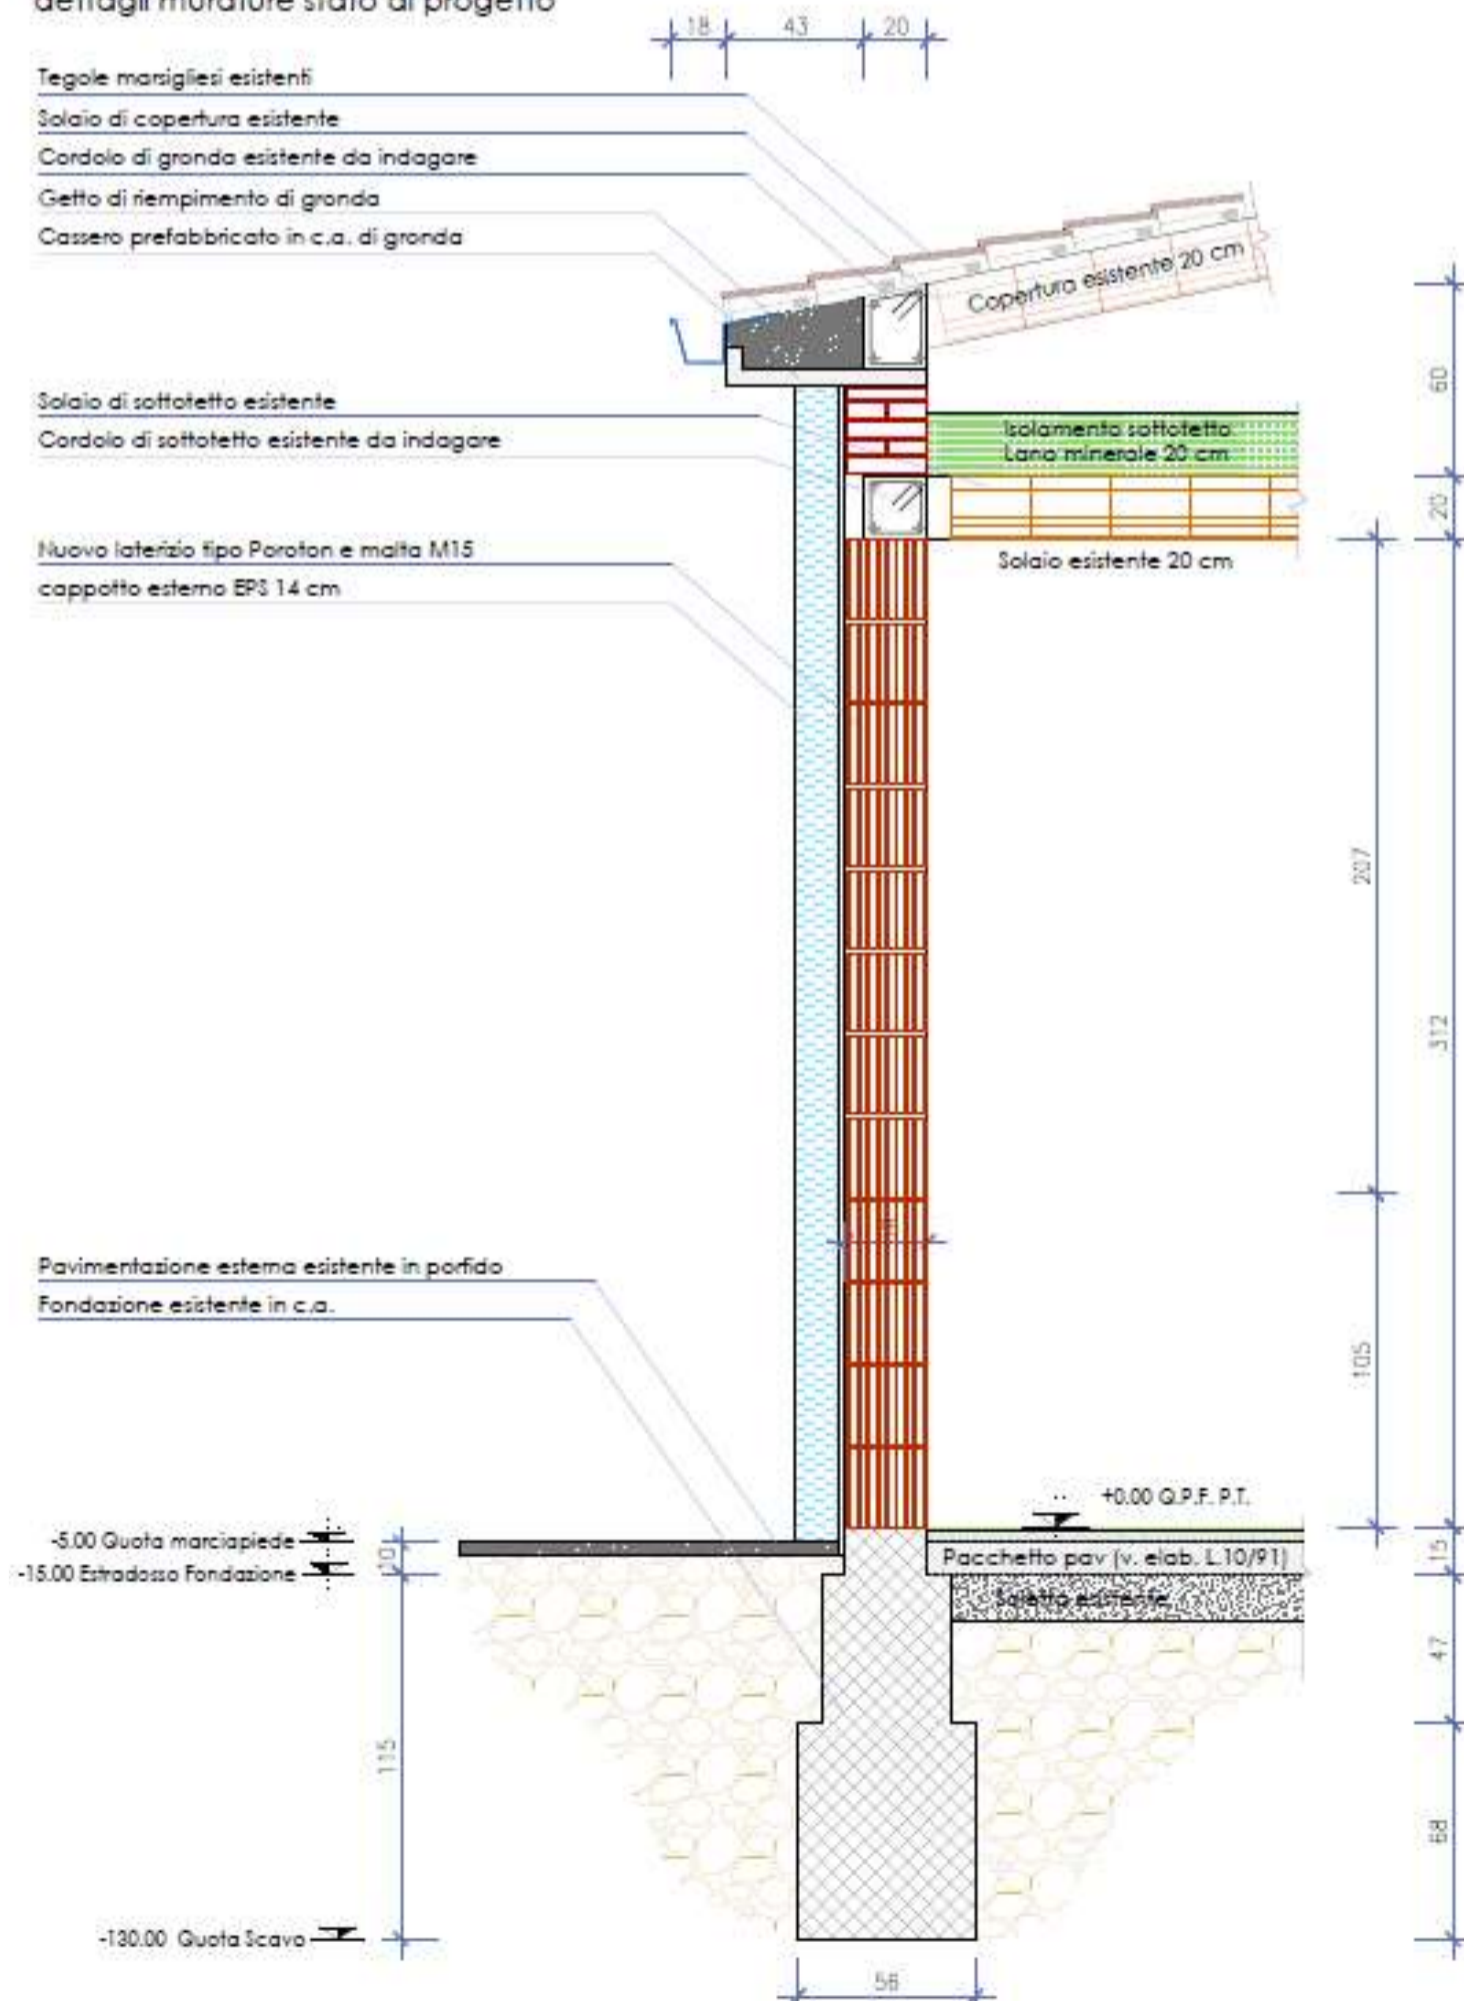 dettagli murature stato di progetto
18 43 20
Tegole marsigliesi esistenti
Solaio di copertura esistente
Cordolo di gronda esistente da indagare
Getto di riempimento di gronda
Cassero prefabbricato in c.a. di gronda
Copertura esistente 20 cm
60
Solaio di sottotetto esistente
Cordolo di sottotetto esistente da indagare
Isolamento sottotetto
Lana minerale 20 cm
20
Nuovo laterizio tipo Poroton e malta M15
cappotto esterno EPS 14 cm
Solaio esistente 20 cm
207
312
Pavimentazione esterna esistente in porfido
Fondazione esistente in c.a.
105
+0.00 Q.P.F. P.T.
-5.00 Quota marciapiede
-15.00 Estradosso Fondazione
10
Pacchetto pav (v. elab. L.10/91)
15
Soletta esistente
47
115
68
-130.00 Quota Scavo
56